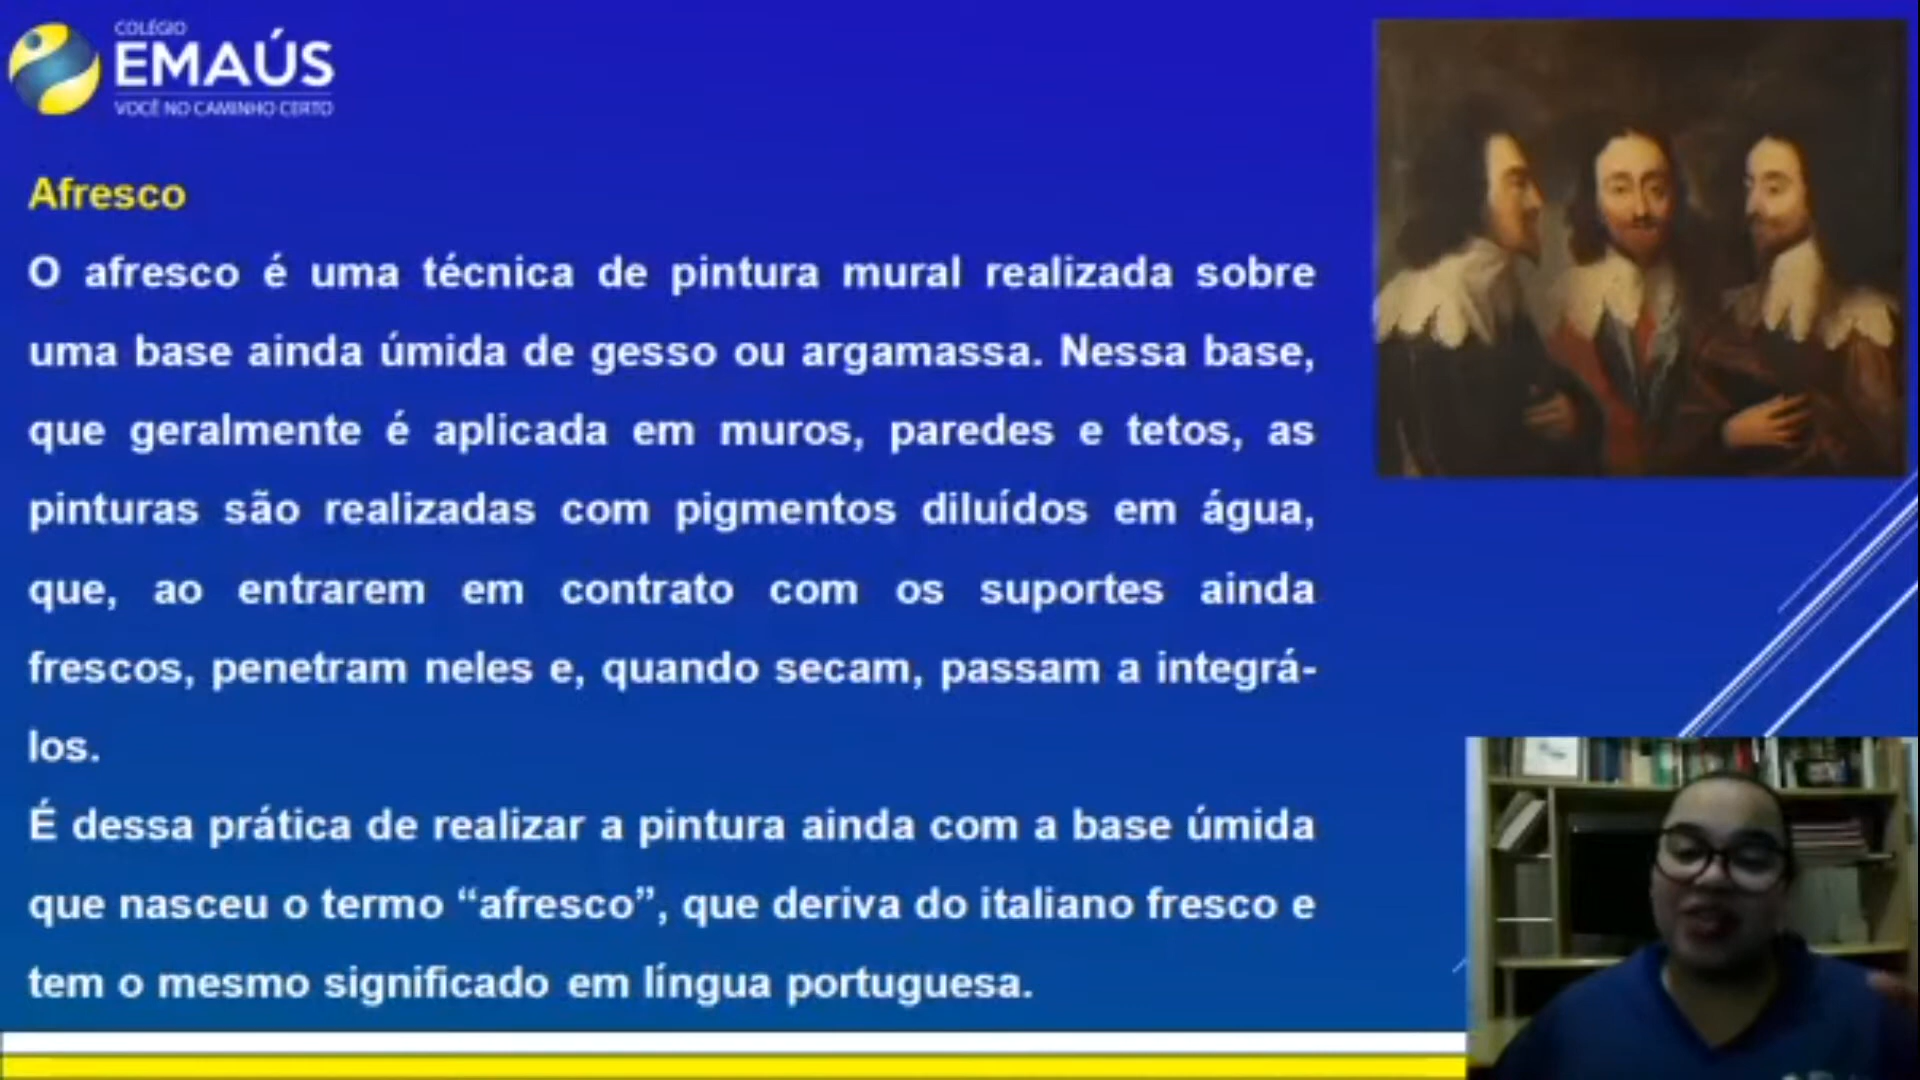 COLÉGIO
EMAÚS
VOCÊ NO CAMINHO CERTO
Afresco
O afresco é uma técnica de pintura mural realizada sobre
uma base ainda úmida de gesso ou argamassa. Nessa base,
que geralmente é aplicada em muros, paredes e tetos, as
pinturas são realizadas com pigmentos diluídos em água,
que, ao entrarem em contrato com os suportes ainda
frescos, penetram neles e, quando secam, passam a integrá-
los.
É dessa prática de realizar a pintura ainda com a base úmida
que nasceu o termo “afresco”, que deriva do italiano fresco e
tem o mesmo significado em língua portuguesa.